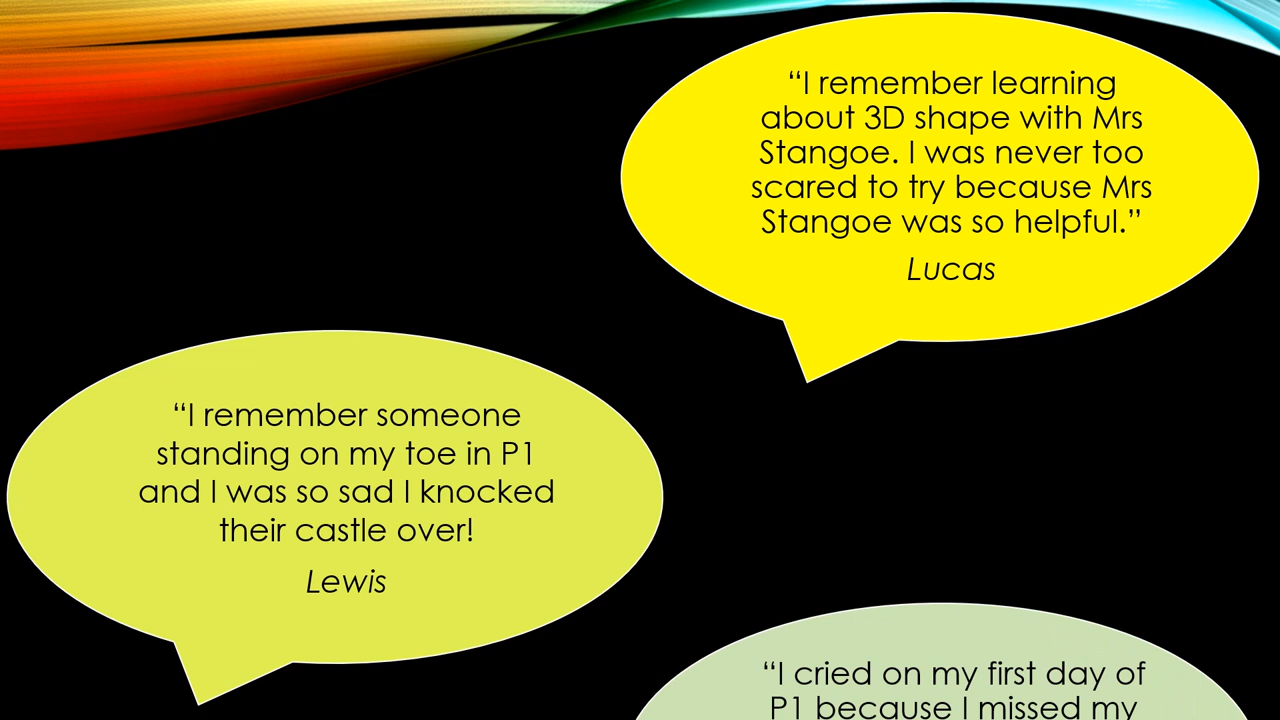 “I remember learning
about 3D shape with Mrs
Stangoe. I was never too
scared to try because Mrs
Stangoe was so helpful.”
Lucas
“I remember someone
standing on my toe in P1
and I was so sad I knocked
their castle over!
Lewis
“I cried on my first day of
P1 because I missed my